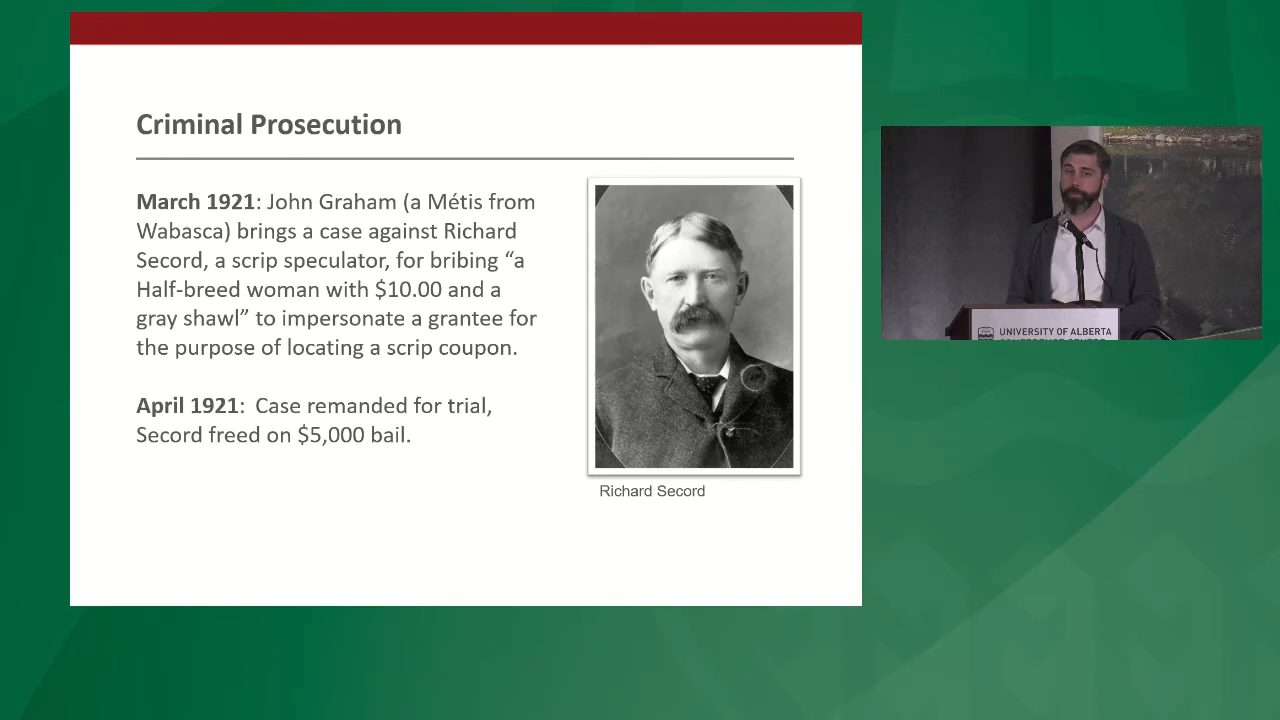 Criminal Prosecution
March 1921: John Graham (a Métis from
Wabasca) brings a case against Richard
Secord, a scrip speculator, for bribing “a
Half-breed woman with $10.00 and a
gray shawl” to impersonate a grantee for
the purpose of locating a scrip coupon.
April 1921:  Case remanded for trial,
Secord freed on $5,000 bail.
Richard Secord
UNIVERSITY OF ALBERTA